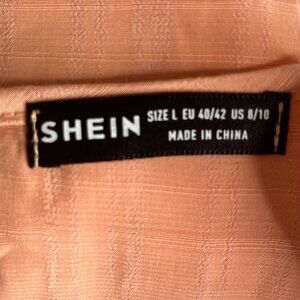 SHEIN
SIZE L EU 40/42 US 8/10
MADE IN CHINA